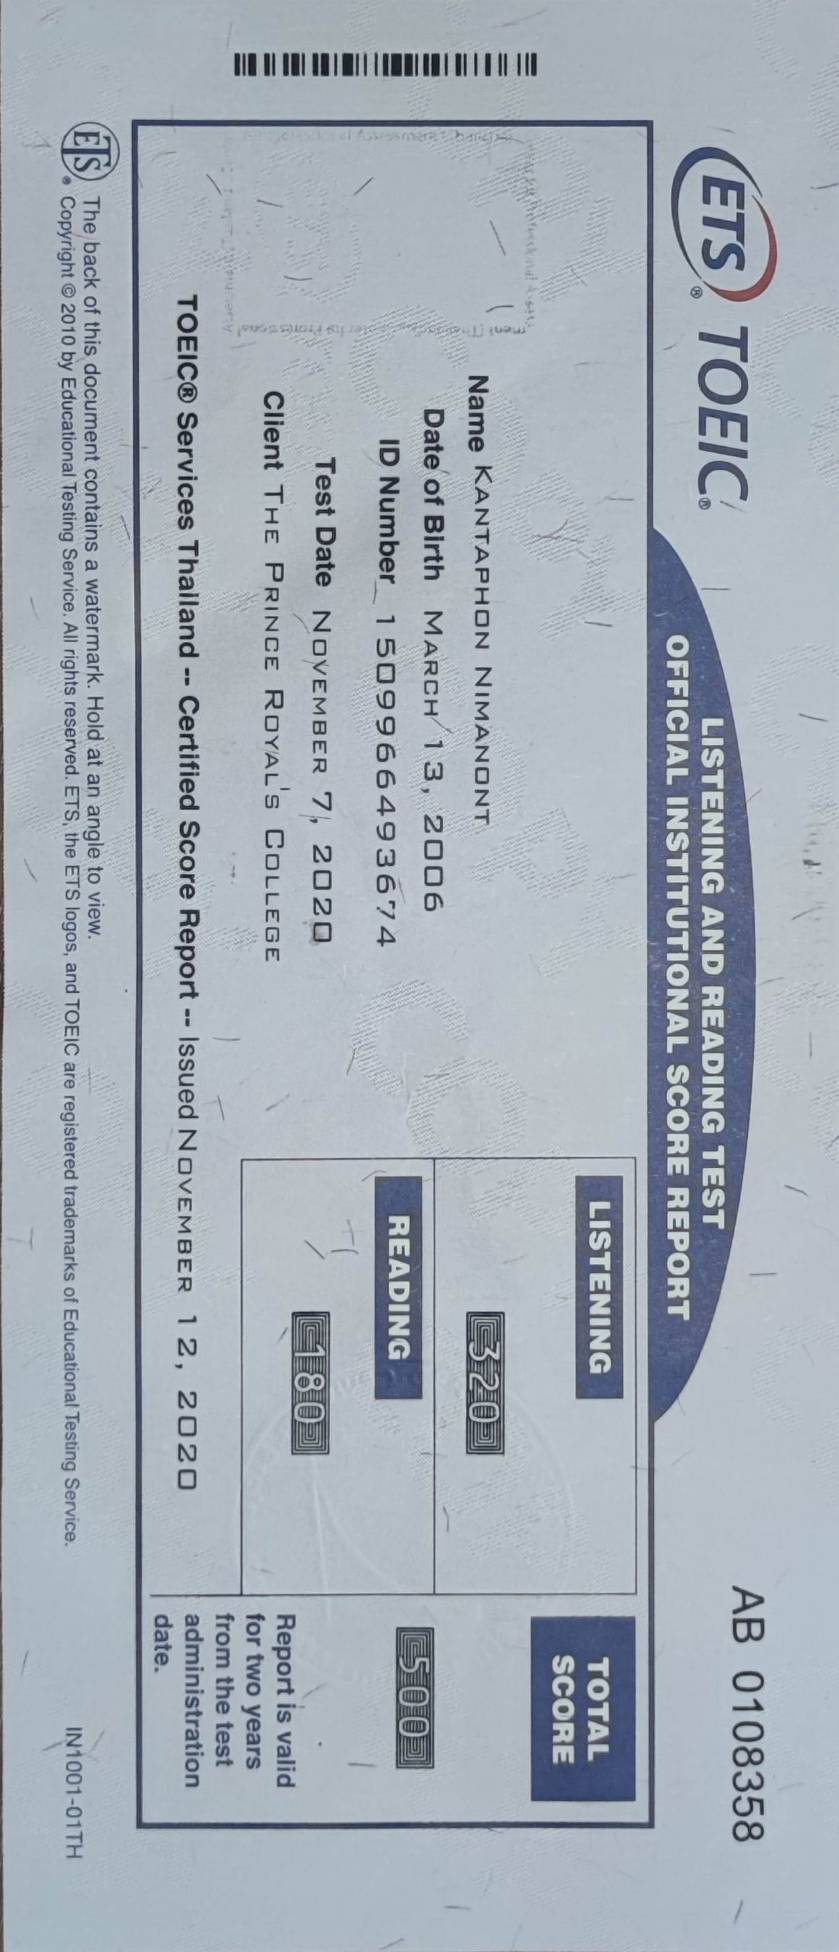 ETS® TOEIC®
AB 0108358
LISTENING AND READING TEST
OFFICIAL INSTITUTIONAL SCORE REPORT
LISTENING
320
READING
180
TOTAL
SCORE
500
Name KANTAPHON NIMANONT
Date of Birth MARCH 13, 2006
ID Number 1509966493674
Test Date NOVEMBER 7, 2020
Client THE PRINCE ROYAL'S COLLEGE
Report is valid
for two years
from the test
administration
date.
TOEIC® Services Thailand -- Certified Score Report -- Issued NOVEMBER 12, 2020
ETS® The back of this document contains a watermark. Hold at an angle to view.
Copyright © 2010 by Educational Testing Service. All rights reserved. ETS, the ETS logos, and TOEIC are registered trademarks of Educational Testing Service.
IN1001-01TH